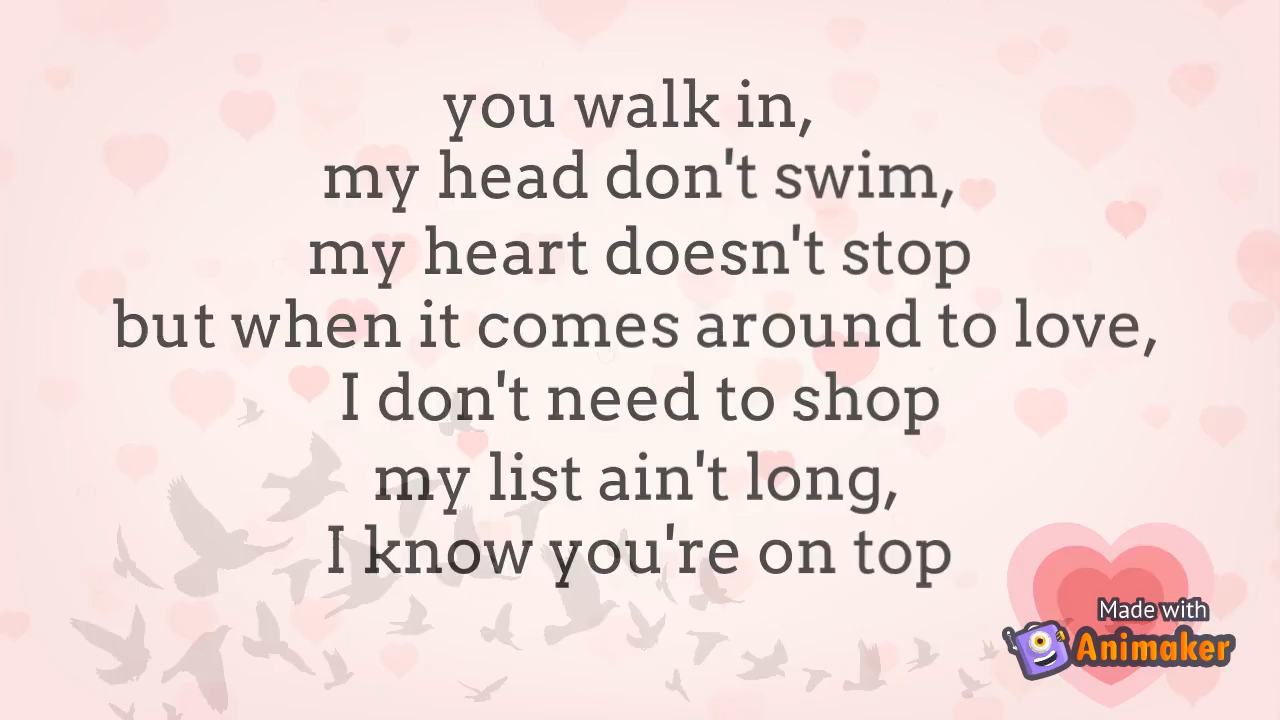 you walk in,
my head don't swim,
my heart doesn't stop
but when it comes around to love,
I don't need to shop
my list ain't long,
I know you're on top
Made with
Animaker